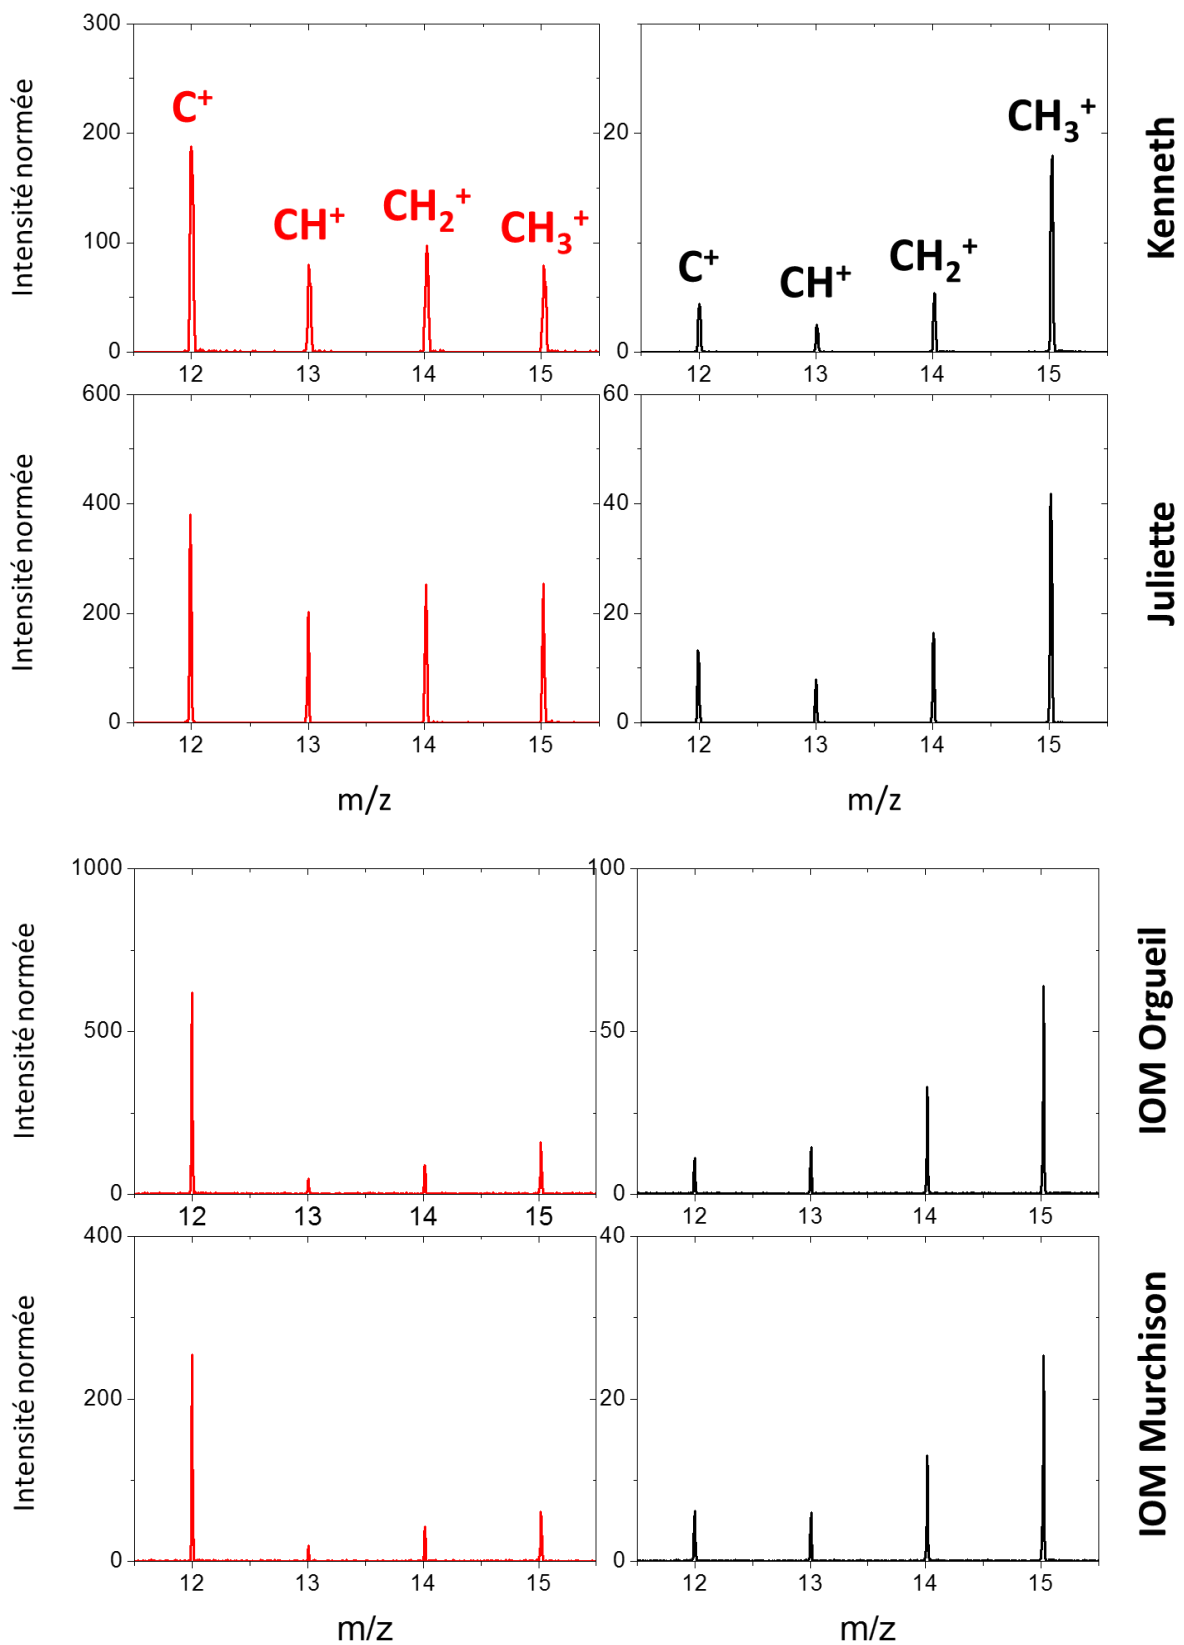 300
200
100
0
Intensité normée
C⁺
CH⁺
CH₂⁺
CH₃⁺
12 13 14 15
20
0
C⁺
CH⁺
CH₂⁺
CH₃⁺
12 13 14 15
Kenneth
600
400
200
0
Intensité normée
12 13 14 15
m/z
60
40
20
0
12 13 14 15
m/z
Juliette
1000
500
0
Intensité normée
12 13 14 15
100
50
0
12 13 14 15
IOM Orgueil
400
200
0
Intensité normée
12 13 14 15
m/z
40
20
0
12 13 14 15
m/z
IOM Murchison